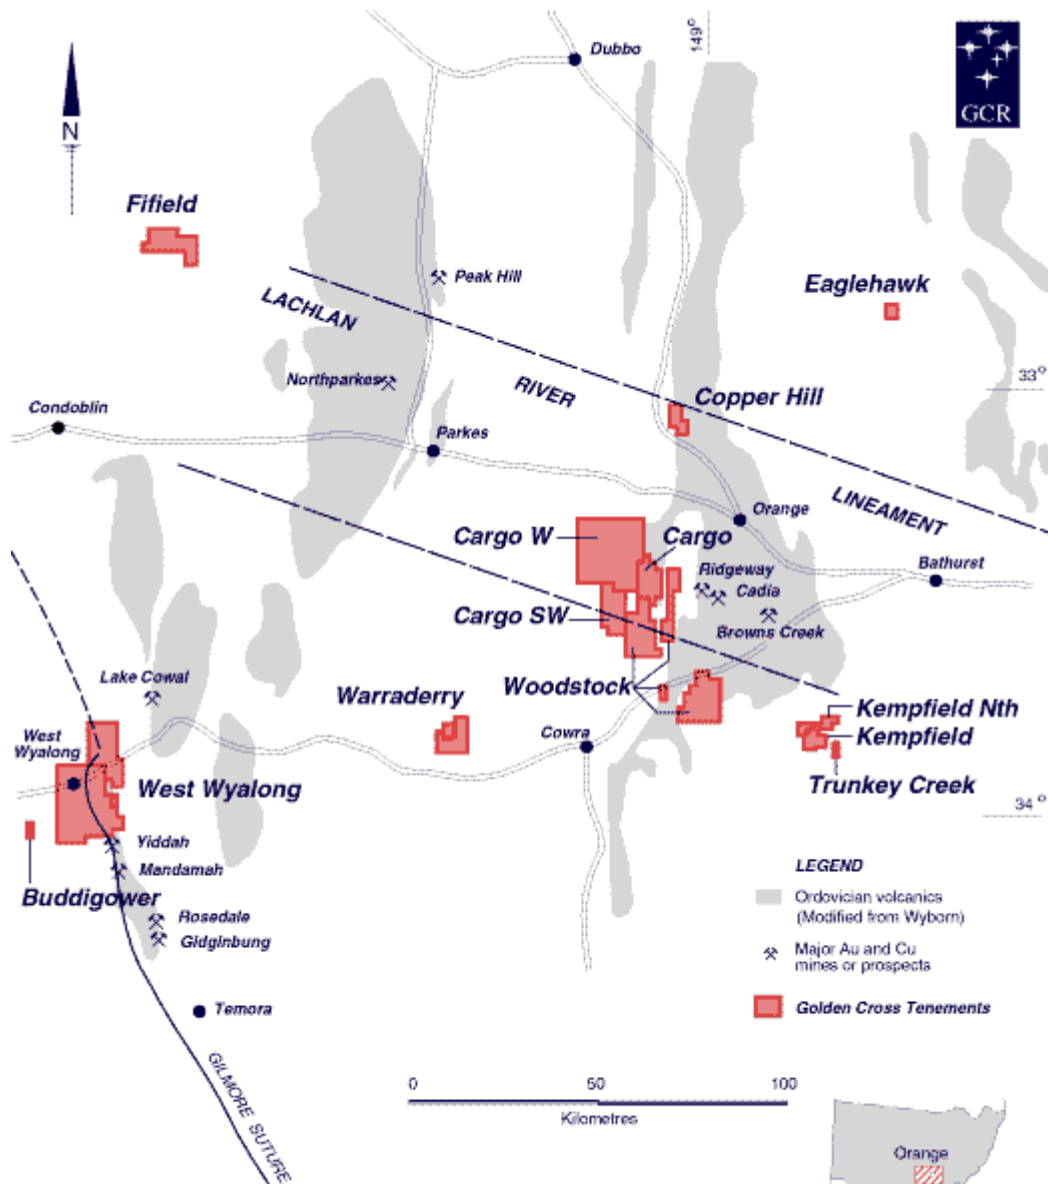 149°
Dubbo
GCR
N
Fifield
Peak Hill
Eaglehawk
LACHLAN
RIVER
LINEAMENT
33°
Northparkes
Copper Hill
Condoblin
Parkes
Orange
Cargo W
Cargo
Ridgeway
Cadia
Bathurst
Cargo SW
Browns Creek
Lake Cowal
Warraderry
Woodstock
Kempfield Nth
Kempfield
West
Wyalong
Cowra
West Wyalong
Trunkey Creek
34°
Yiddah
Mandamah
Buddigower
Rosedale
Gidginbung
Temora
GILMORE SUTURE
LEGEND
Ordovician volcanics
(Modified from Wyborn)
Major Au and Cu
mines or prospects
Golden Cross Tenements
0 50 100
Kilometres
Orange